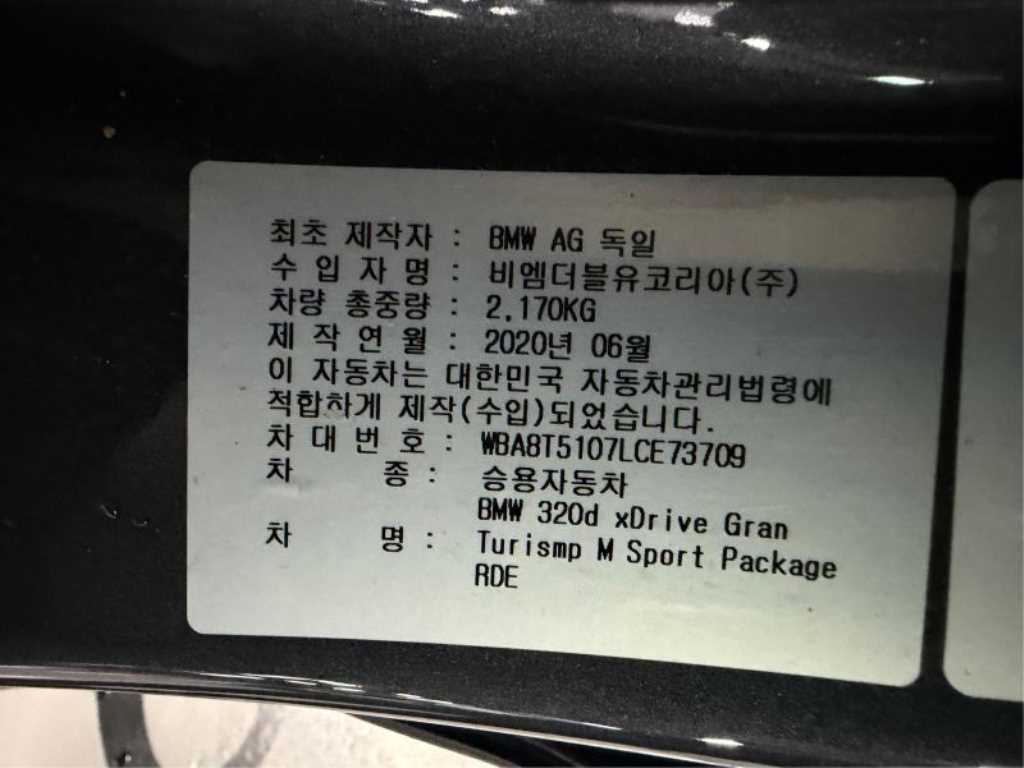 최초 제작자 : BMW AG 독일
수 입 자 명 : 비엠더블유코리아(주)
차량 총중량 : 2,170KG
제 작 연 월 : 2020년 06월
이 자동차는 대한민국 자동차관리법령에
적합하게 제작(수입)되었습니다.
차 대 번 호 : WBA8T5107LCE73709
차 종 : 승용자동차
차 명 : BMW 320d xDrive Gran
Turismp M Sport Package
RDE